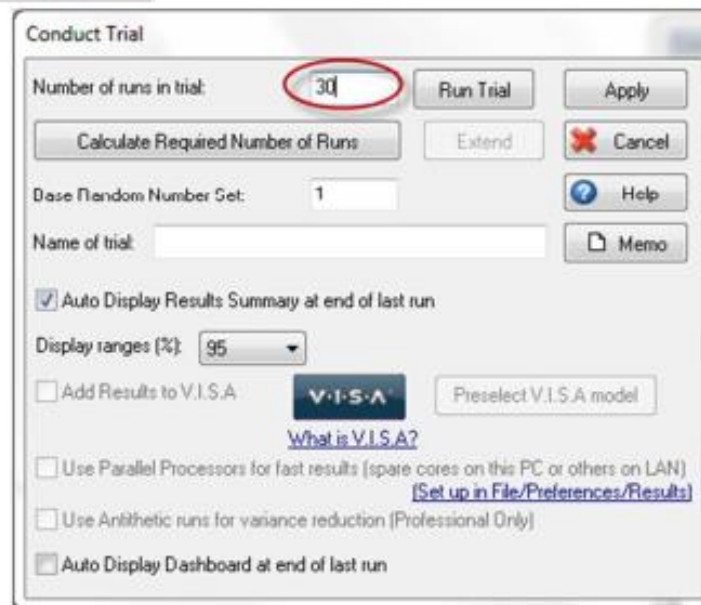 Conduct Trial
Number of runs in trial: 30 Run Trial Apply
Calculate Required Number of Runs Extend Cancel
Base Random Number Set: 1 Help
Name of trial: Memo
Auto Display Results Summary at end of last run
Display ranges (%): 95
Add Results to V.I.S.A V·I·S·A Preselect V.I.S.A model
What is V.I.S.A?
Use Parallel Processors for fast results (spare cores on this PC or others on LAN)
(Set up in File/Preferences/Results)
Use Antithetic runs for variance reduction (Professional Only)
Auto Display Dashboard at end of last run